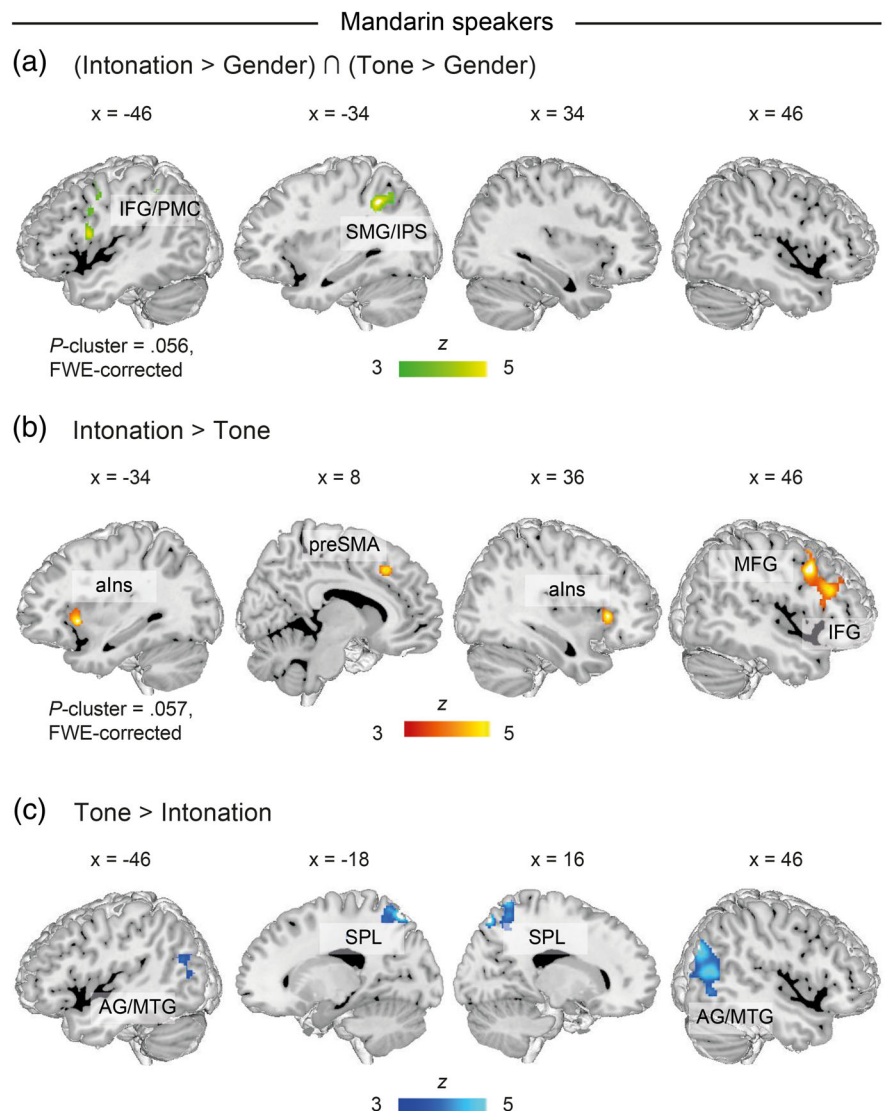 Mandarin speakers
(a) (Intonation > Gender) ∩ (Tone > Gender)
x = -46 x = -34 x = 34 x = 46
IFG/PMC
SMG/IPS
P-cluster = .056,
FWE-corrected
z
3 5
(b) Intonation > Tone
x = -34 x = 8 x = 36 x = 46
preSMA
MFG
aIns aIns
IFG
P-cluster = .057,
FWE-corrected
z
3 5
(c) Tone > Intonation
x = -46 x = -18 x = 16 x = 46
SPL SPL
AG/MTG AG/MTG
z
3 5